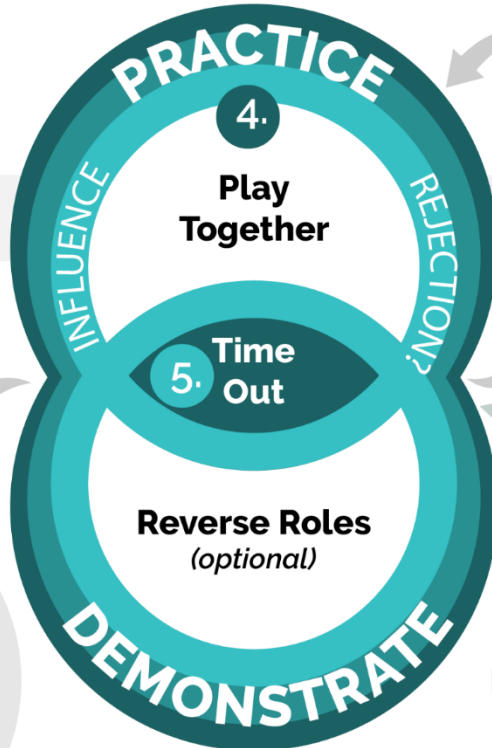 PRACTICE
4.
INFLUENCE
REJECTION?
Play
Together
5.
Time
Out
Reverse Roles
(optional)
DEMONSTRATE